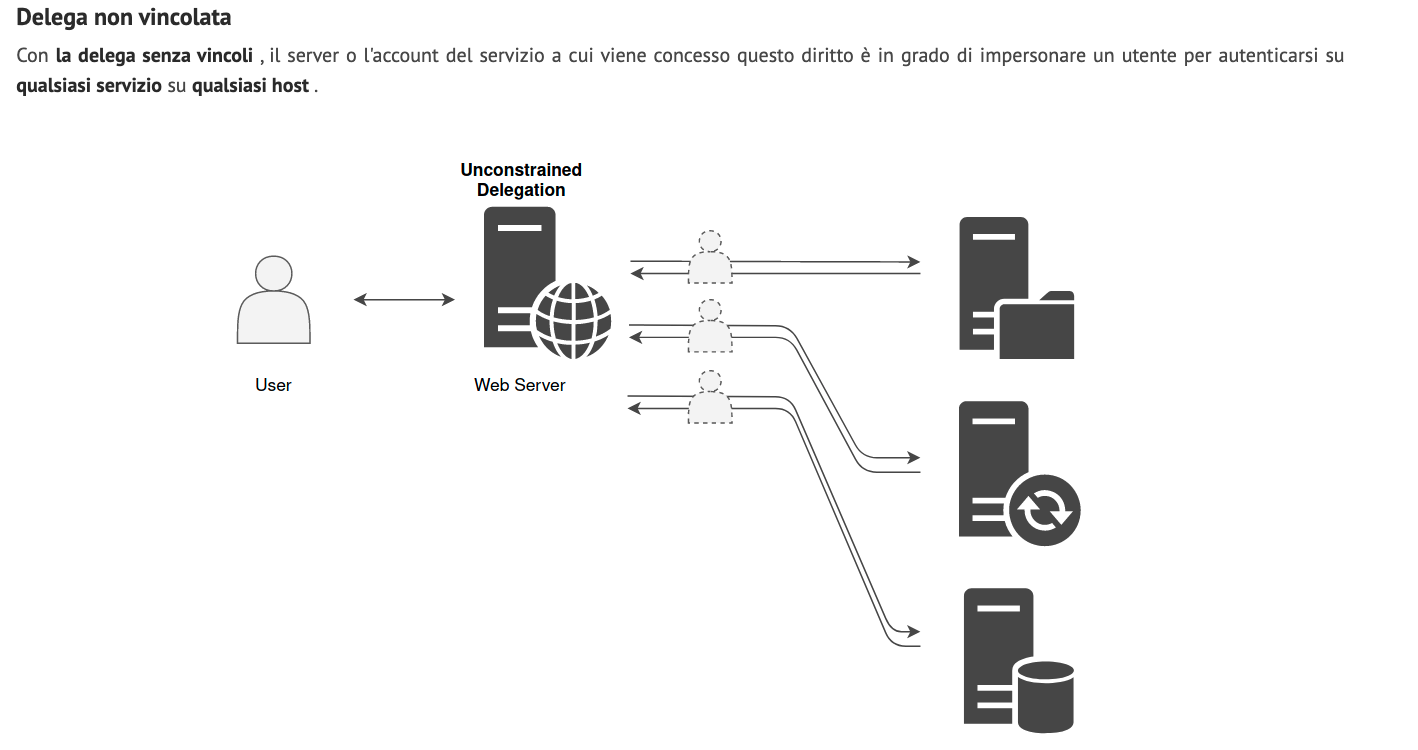 Delega non vincolata
Con la delega senza vincoli , il server o l'account del servizio a cui viene concesso questo diritto è in grado di impersonare un utente per autenticarsi su
qualsiasi servizio su qualsiasi host .
Unconstrained
Delegation
User
Web Server